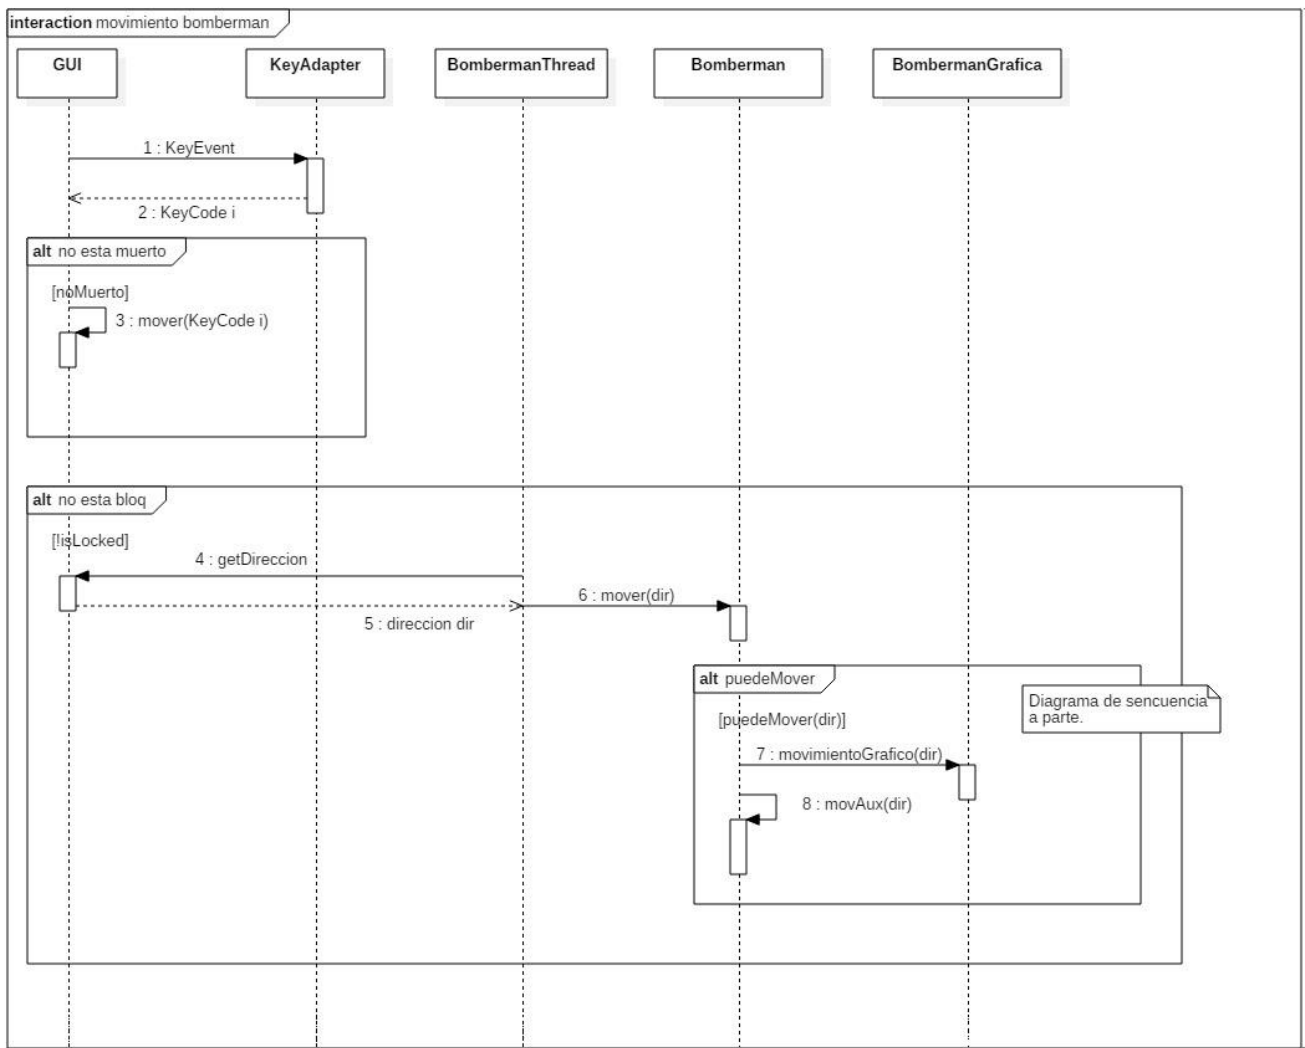 interaction movimiento bomberman
GUI
KeyAdapter
BombermanThread
Bomberman
BombermanGrafica
1 : KeyEvent
2 : KeyCode i
alt no esta muerto
[noMuerto]
3 : mover(KeyCode i)
alt no esta bloq
[!isLocked]
4 : getDireccion
6 : mover(dir)
5 : direccion dir
alt puedeMover
Diagrama de sencuencia
a parte.
[puedeMover(dir)]
7 : movimientoGrafico(dir)
8 : movAux(dir)